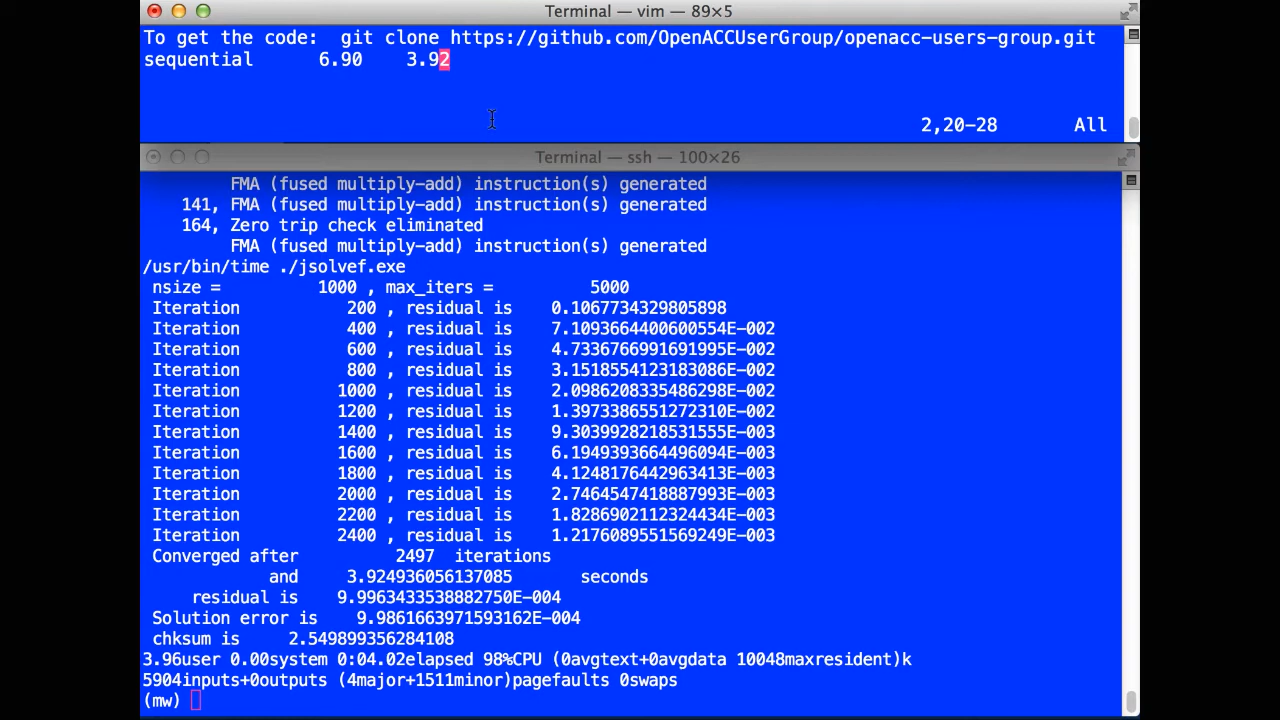 Terminal — vim — 89×5
To get the code:  git clone https://github.com/OpenACCUserGroup/openacc-users-group.git
sequential       6.90     3.92
2,20-28        All
Terminal — ssh — 100×26
FMA (fused multiply-add) instruction(s) generated
141, FMA (fused multiply-add) instruction(s) generated
164, Zero trip check eliminated
FMA (fused multiply-add) instruction(s) generated
/usr/bin/time ./jsolvef.exe
nsize =          1000 , max_iters =          5000
Iteration           200 , residual is    0.1067734329805898
Iteration           400 , residual is    7.1093664400600554E-002
Iteration           600 , residual is    4.7336766991691995E-002
Iteration           800 , residual is    3.1518554123183086E-002
Iteration          1000 , residual is    2.0986208335486298E-002
Iteration          1200 , residual is    1.3973386551272310E-002
Iteration          1400 , residual is    9.3039928218531555E-003
Iteration          1600 , residual is    6.1949393664496094E-003
Iteration          1800 , residual is    4.1248176442963413E-003
Iteration          2000 , residual is    2.7464547418887993E-003
Iteration          2200 , residual is    1.8286902112324434E-003
Iteration          2400 , residual is    1.2176089551569249E-003
Converged after          2497  iterations
and     3.924936056137085       seconds
residual is    9.9963433538882750E-004
Solution error is    9.9861663971593162E-004
chksum is     2.549899356284108
3.96user 0.00system 0:04.02elapsed 98%CPU (0avgtext+0avgdata 10048maxresident)k
5904inputs+0outputs (4major+1511minor)pagefaults 0swaps
(mw)